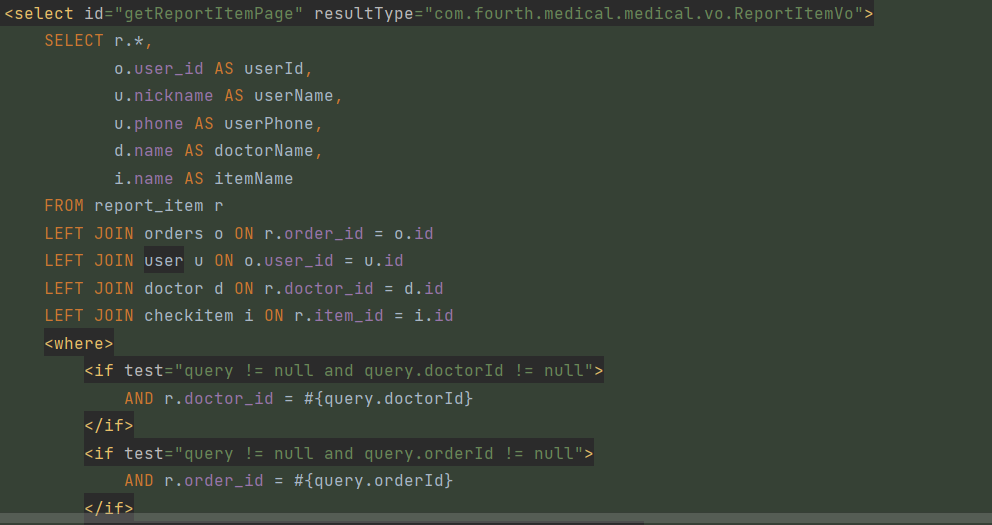 <select id="getReportItemPage" resultType="com.fourth.medical.medical.vo.ReportItemVo">
SELECT r.*,
o.user_id AS userId,
u.nickname AS userName,
u.phone AS userPhone,
d.name AS doctorName,
i.name AS itemName
FROM report_item r
LEFT JOIN orders o ON r.order_id = o.id
LEFT JOIN user u ON o.user_id = u.id
LEFT JOIN doctor d ON r.doctor_id = d.id
LEFT JOIN checkitem i ON r.item_id = i.id
<where>
<if test="query != null and query.doctorId != null">
AND r.doctor_id = #{query.doctorId}
</if>
<if test="query != null and query.orderId != null">
AND r.order_id = #{query.orderId}
</if>